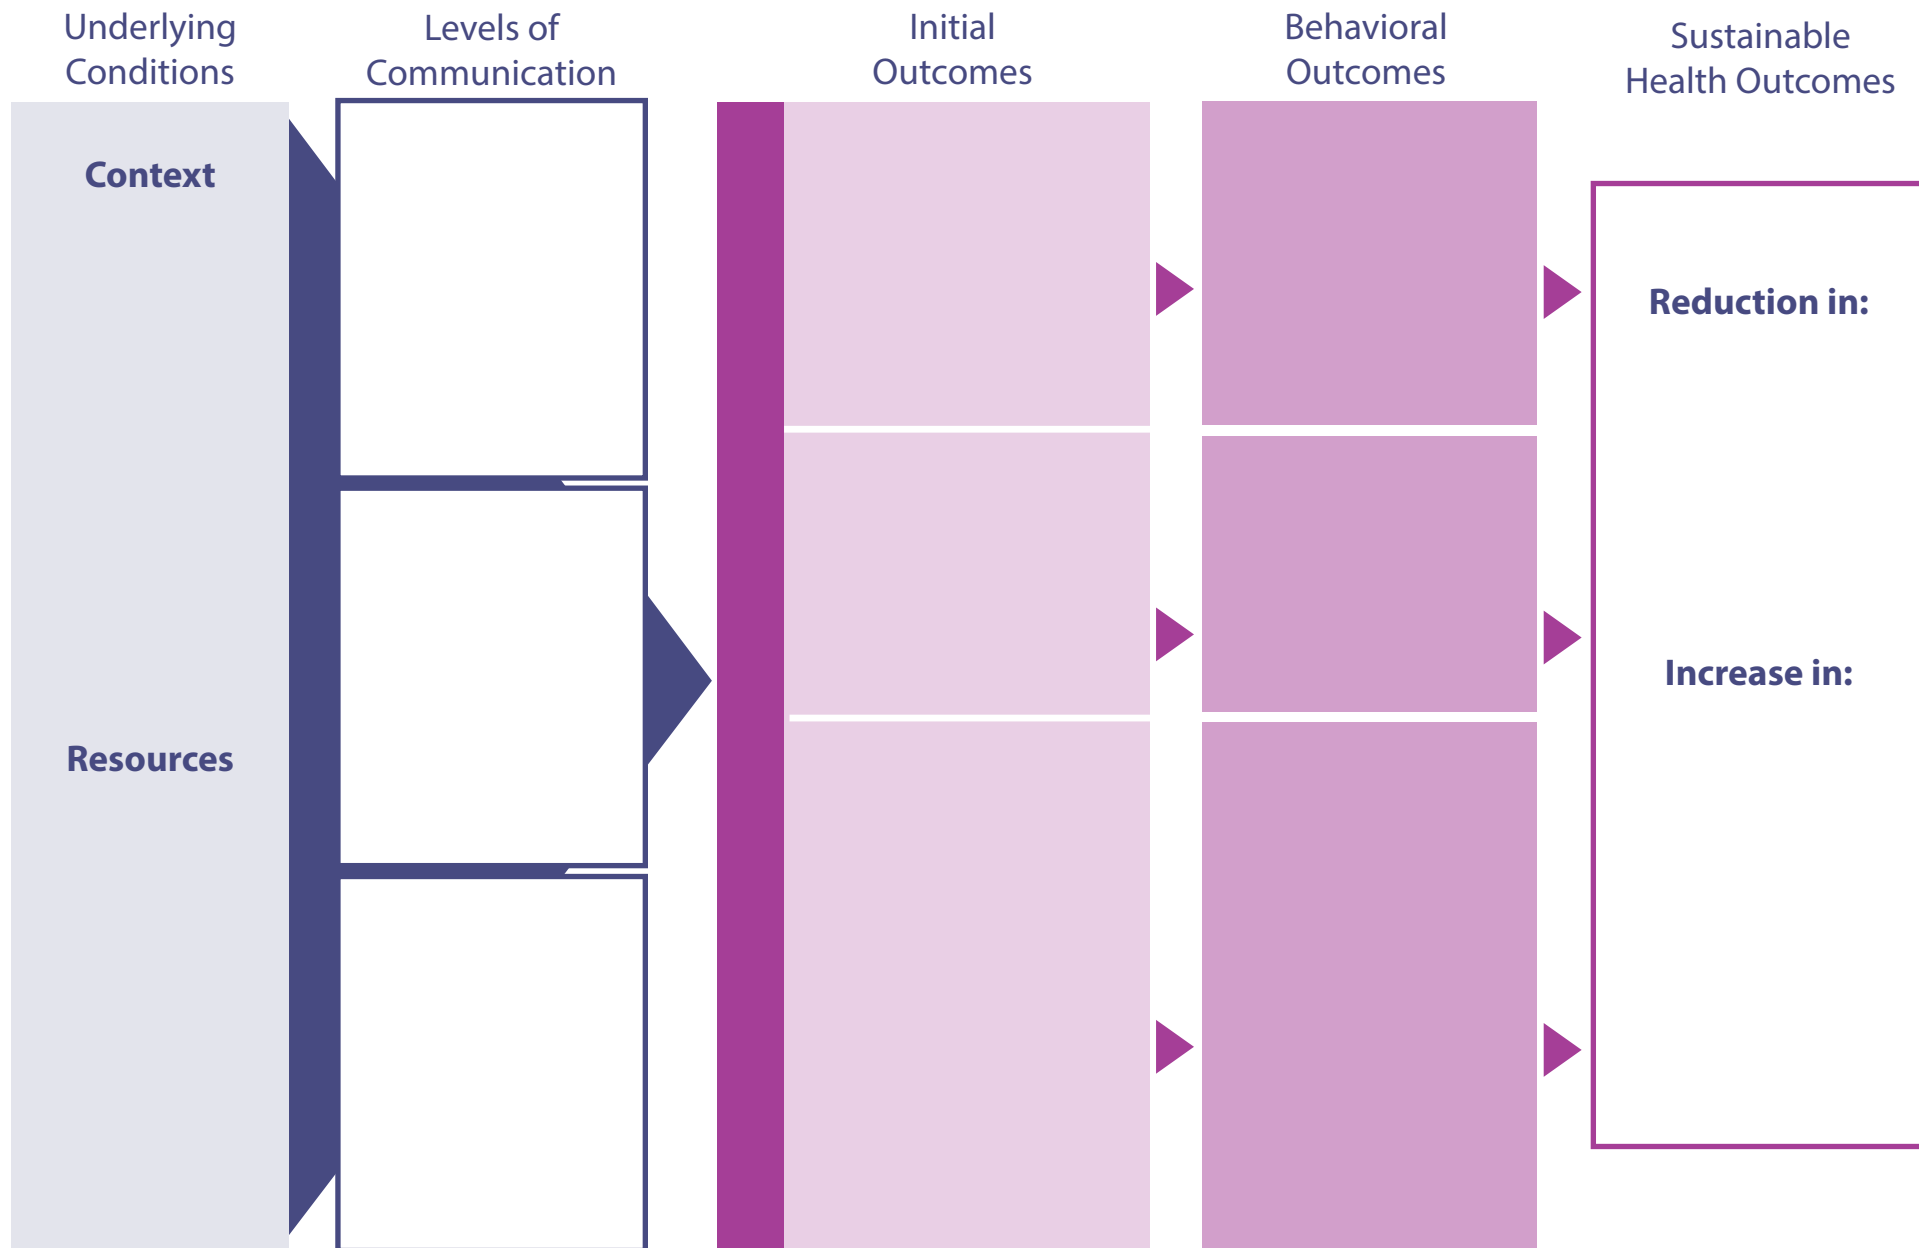 Underlying
Conditions
Levels of
Communication
Initial
Outcomes
Behavioral
Outcomes
Sustainable
Health Outcomes
Context
Resources
Reduction in:
Increase in: